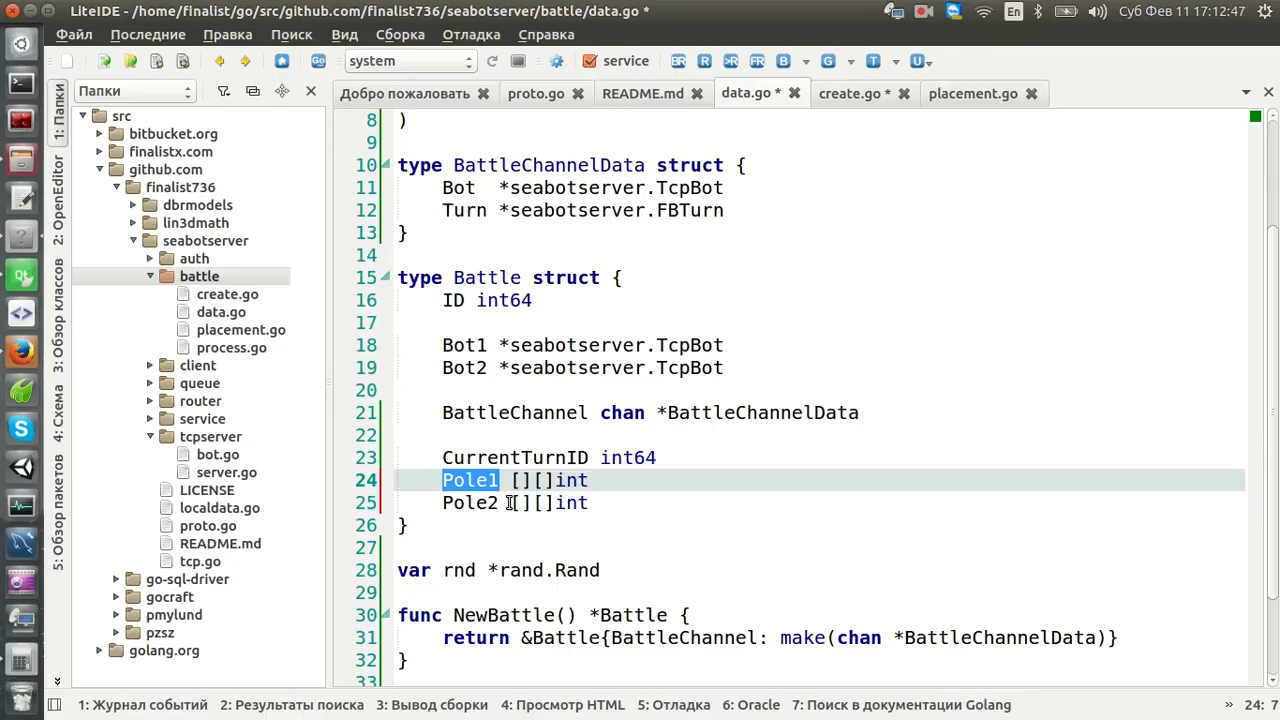 LiteIDE - /home/finalist/go/src/github.com/finalist736/seabotserver/battle/data.go *
En
Суб Фев 11 17:12:47
Файл Последние Правка Поиск Вид Сборка Отладка Справка
Go system service BR R >R FR B G T U
1: Папки
2: OpenEditor
3: Обзор классов
4: Схема
5: Обзор пакетов
Папки
src
bitbucket.org
finalistx.com
github.com
finalist736
dbrmodels
lin3dmath
seabotserver
auth
battle
create.go
data.go
placement.go
process.go
client
queue
router
service
tcpserver
bot.go
server.go
LICENSE
localdata.go
proto.go
README.md
tcp.go
go-sql-driver
gocraft
pmylund
pzsz
golang.org
Добро пожаловать proto.go README.md data.go * create.go * placement.go
8 )
9
10 type BattleChannelData struct {
11 Bot *seabotserver.TcpBot
12 Turn *seabotserver.FBTurn
13 }
14
15 type Battle struct {
16 ID int64
17
18 Bot1 *seabotserver.TcpBot
19 Bot2 *seabotserver.TcpBot
20
21 BattleChannel chan *BattleChannelData
22
23 CurrentTurnID int64
24 Pole1 [][]int
25 Pole2 [][]int
26 }
27
28 var rnd *rand.Rand
29
30 func NewBattle() *Battle {
31 return &Battle{BattleChannel: make(chan *BattleChannelData)}
32 }
33
1: Журнал событий 2: Результаты поиска 3: Вывод сборки 4: Просмотр HTML 5: Отладка 6: Oracle 7: Поиск в документации Golang » 24: 7